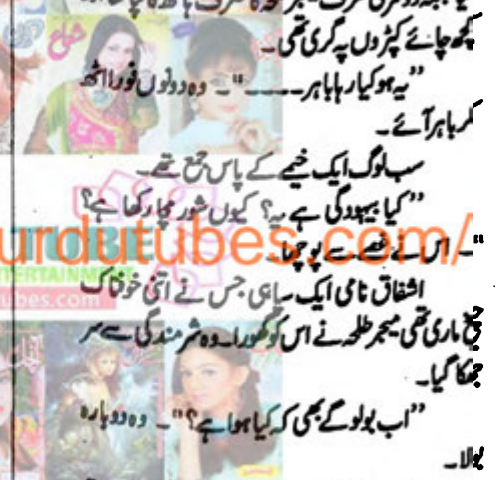 کچھ چائے کپڑوں پہ گری تھی۔
”یہ ہو کیا رہا باہر۔۔۔۔۔“۔ وہ دونوں فورا اٹھ
کر باہر آئے۔
سب لوگ ایک خیمے کے پاس جمع تھے۔
”کیا بیہودگی ہے یہ؟ کیوں شور مچا رکھا ہے؟
“۔ اس نے غصے سے پوچھا۔
urdutubes.com/
اشفاق نامی ایک سپاہی جس نے اتنی خوفناک
چیخ ماری تھی میجر طلحہ نے اس کو گھورا۔ وہ شرمندگی سے سر
جھکا گیا۔
”اب بولو گے بھی کہ کیا ہوا ہے؟“۔ وہ دوبارہ
بولا۔